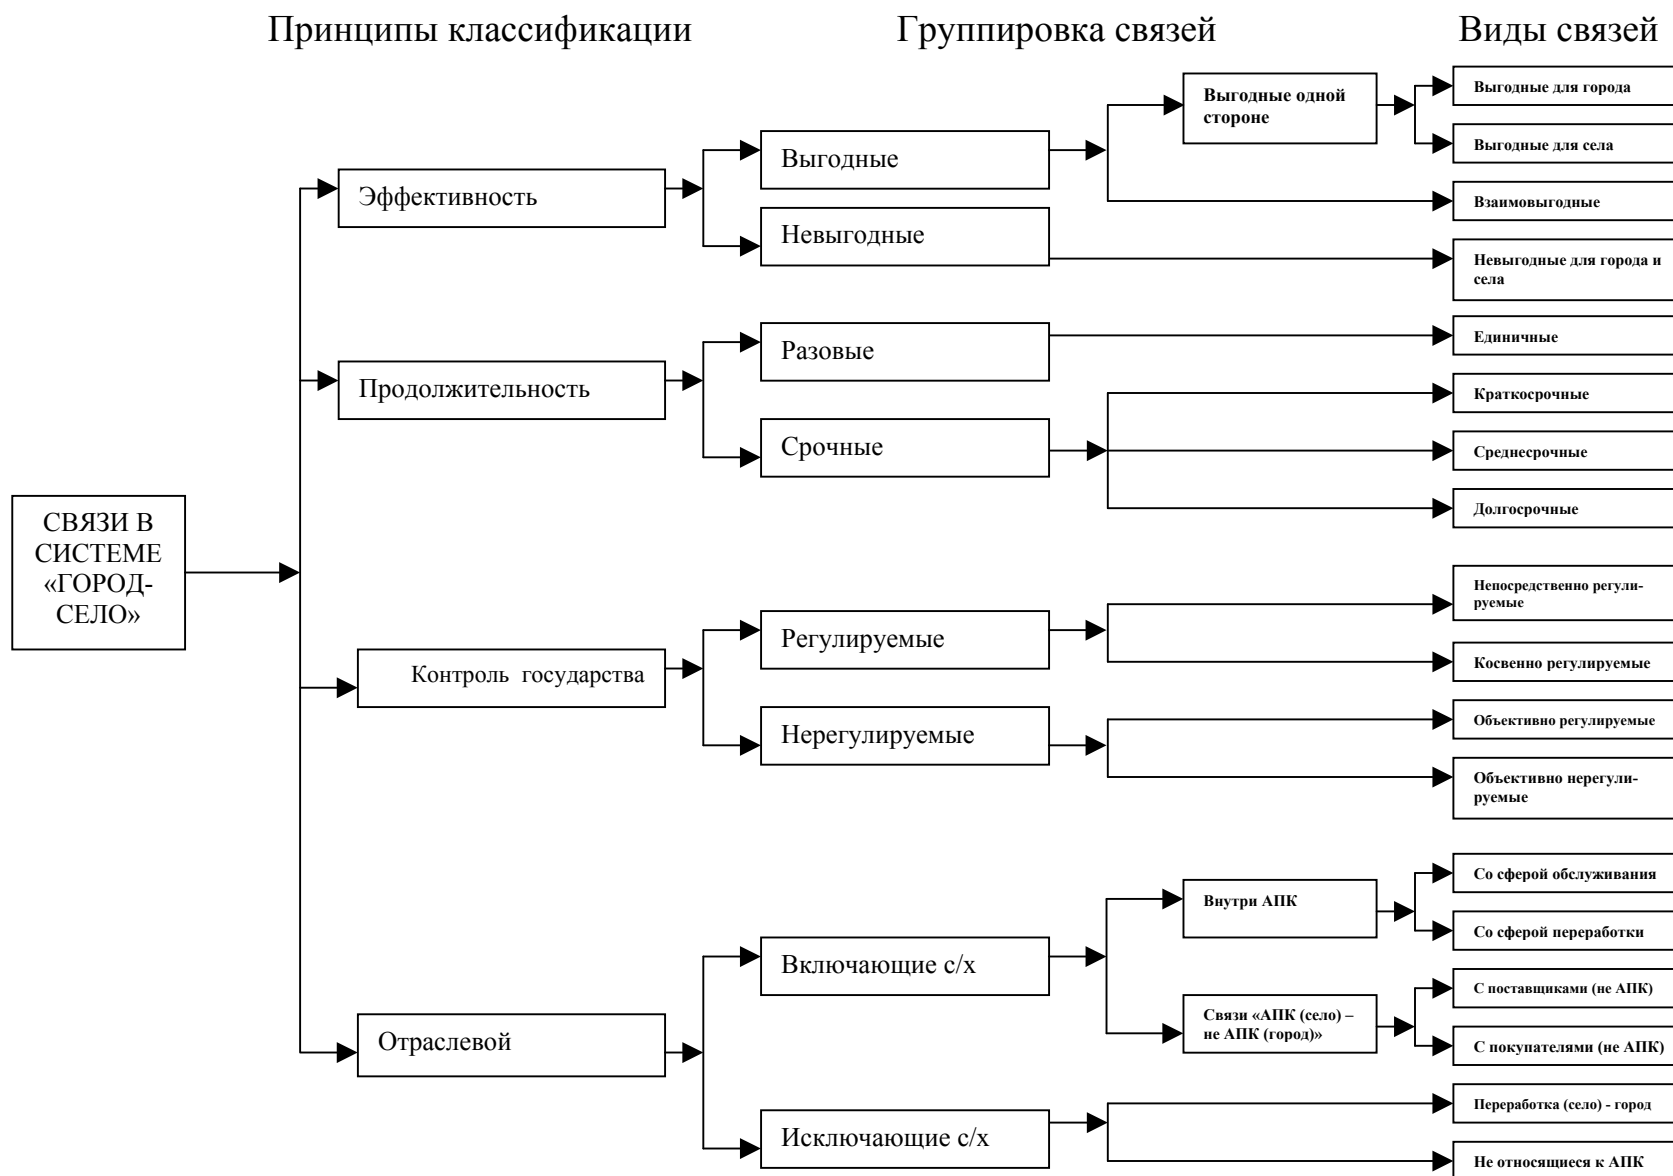 Принципы классификации
Группировка связей
Виды связей
СВЯЗИ В
СИСТЕМЕ
«ГОРОД-
СЕЛО»
Эффективность
Выгодные
Выгодные одной
стороне
Выгодные для города
Выгодные для села
Взаимовыгодные
Невыгодные
Невыгодные для города и
села
Продолжительность
Разовые
Единичные
Срочные
Краткосрочные
Среднесрочные
Долгосрочные
Контроль государства
Регулируемые
Непосредственно регули-
руемые
Косвенно регулируемые
Нерегулируемые
Объективно регулируемые
Объективно нерегули-
руемые
Отраслевой
Включающие с/х
Внутри АПК
Со сферой обслуживания
Со сферой переработки
Связи «АПК (село) –
не АПК (город)»
С поставщиками (не АПК)
С покупателями (не АПК)
Исключающие с/х
Переработка (село) - город
Не относящиеся к АПК